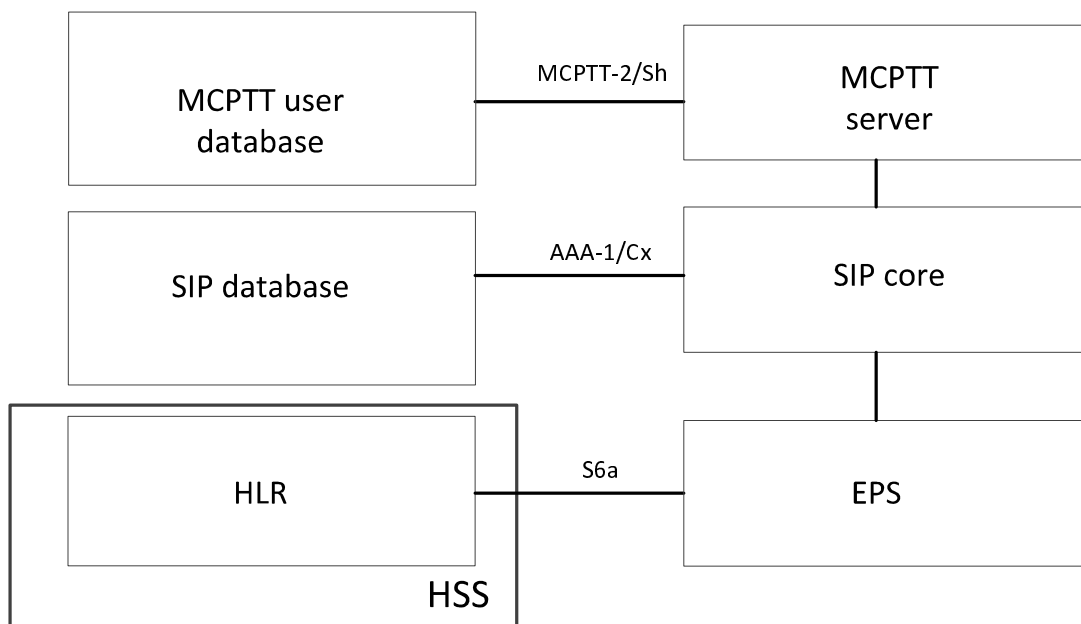 MCPTT user
database
MCPTT-2/Sh
MCPTT
server
SIP database
AAA-1/Cx
SIP core
HLR
S6a
EPS
HSS